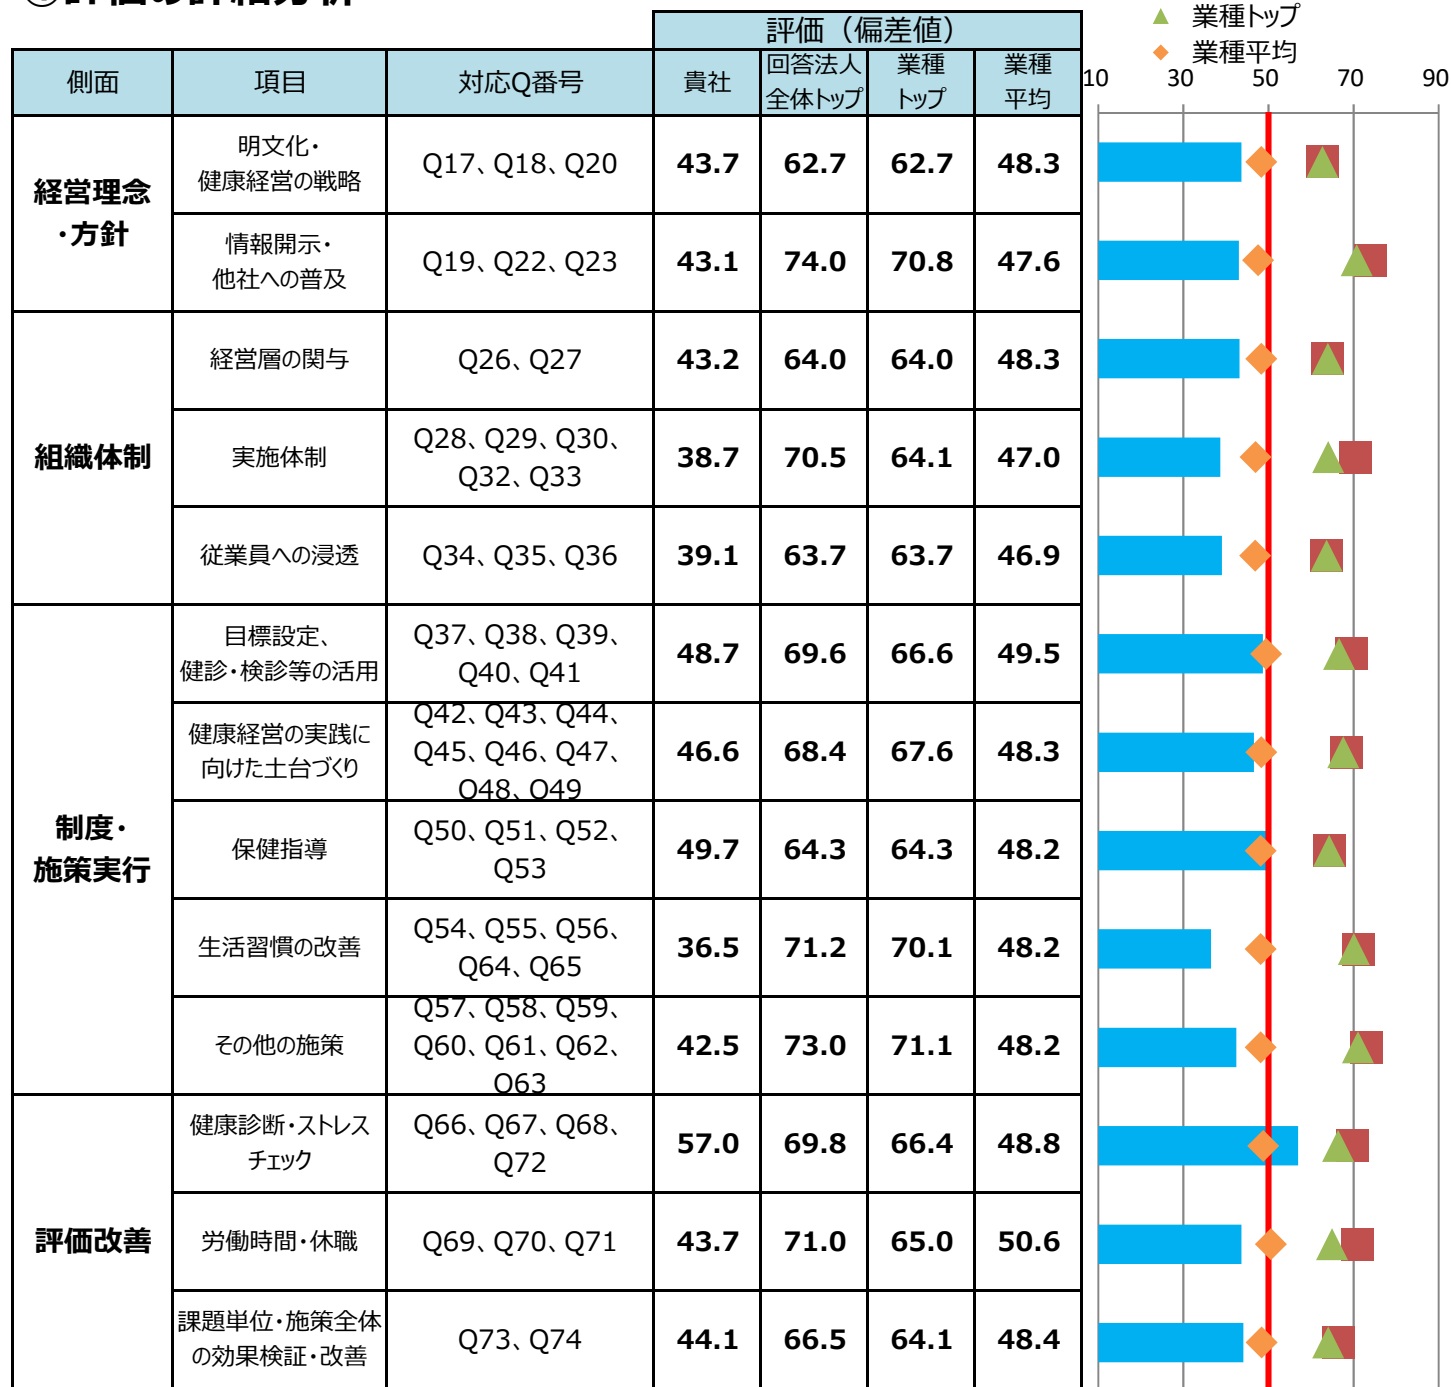 評価（偏差値）
側面 項目 対応Q番号 貴社 回答法人 業種 業種
全体トップ トップ 平均
▲ 業種トップ
◆ 業種平均
10 30 50 70 90
経営理念
・方針
明文化・
健康経営の戦略
Q17、Q18、Q20 43.7 62.7 62.7 48.3
情報開示・
他社への普及
Q19、Q22、Q23 43.1 74.0 70.8 47.6
組織体制
経営層の関与 Q26、Q27 43.2 64.0 64.0 48.3
実施体制
Q28、Q29、Q30、
Q32、Q33
38.7 70.5 64.1 47.0
従業員への浸透 Q34、Q35、Q36 39.1 63.7 63.7 46.9
制度・
施策実行
目標設定、
健診・検診等の活用
Q37、Q38、Q39、
Q40、Q41
48.7 69.6 66.6 49.5
健康経営の実践に
向けた土台づくり
Q42、Q43、Q44、
Q45、Q46、Q47、
Q48、Q49
46.6 68.4 67.6 48.3
保健指導
Q50、Q51、Q52、
Q53
49.7 64.3 64.3 48.2
生活習慣の改善
Q54、Q55、Q56、
Q64、Q65
36.5 71.2 70.1 48.2
その他の施策
Q57、Q58、Q59、
Q60、Q61、Q62、
Q63
42.5 73.0 71.1 48.2
評価改善
健康診断・ストレス
チェック
Q66、Q67、Q68、
Q72
57.0 69.8 66.4 48.8
労働時間・休職 Q69、Q70、Q71 43.7 71.0 65.0 50.6
課題単位・施策全体
の効果検証・改善
Q73、Q74 44.1 66.5 64.1 48.4